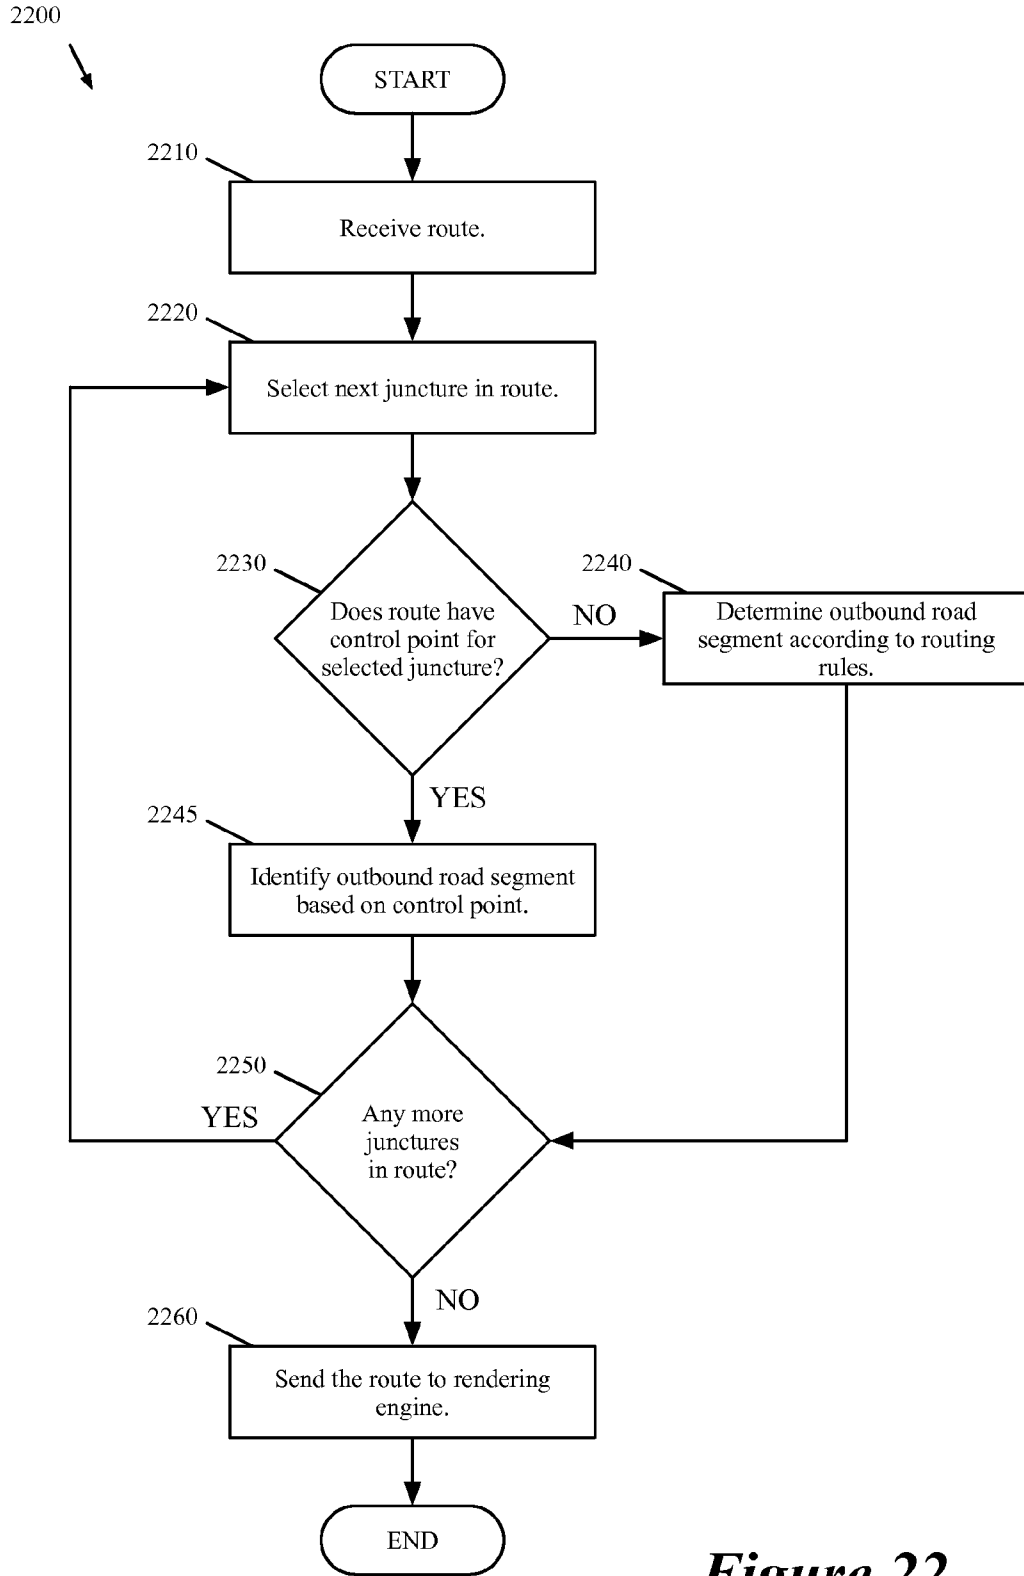 2200
START
2210
Receive route.
2220
Select next juncture in route.
2230
Does route have
control point for
selected juncture?
NO
2240
Determine outbound road
segment according to routing
rules.
YES
2245
Identify outbound road segment
based on control point.
2250
Any more
junctures
in route?
YES
NO
2260
Send the route to rendering
engine.
END
Figure 22